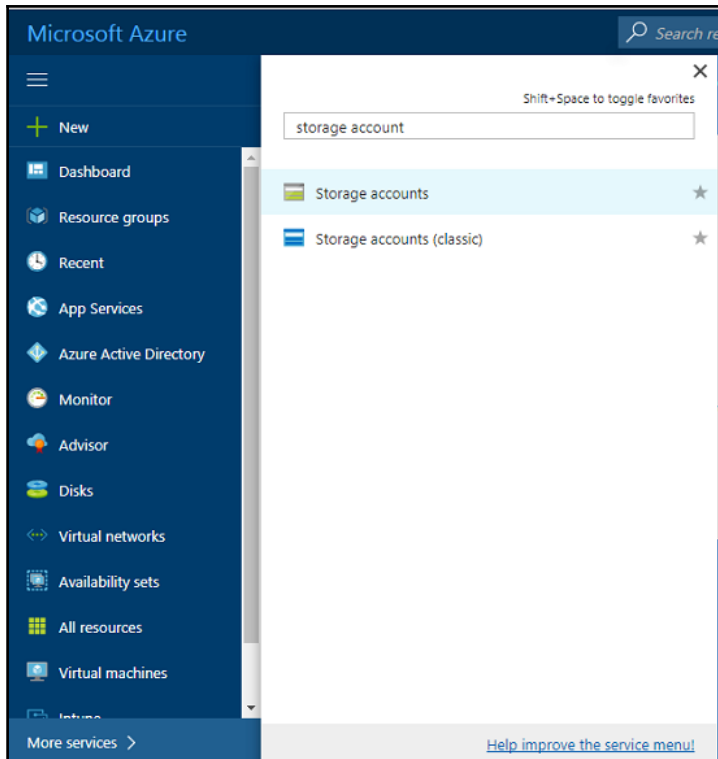 Microsoft Azure
Search re
Shift+Space to toggle favorites
New
storage account
Dashboard
Resource groups
Recent
App Services
Azure Active Directory
Monitor
Advisor
Disks
Virtual networks
Availability sets
All resources
Virtual machines
Intune
More services >
Storage accounts
Storage accounts (classic)
Help improve the service menu!